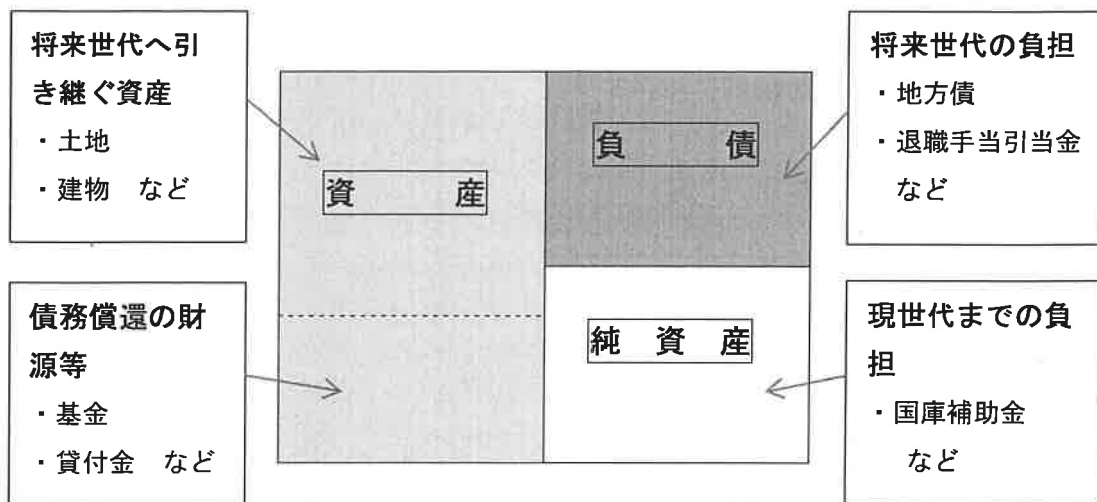 将来世代へ引
き継ぐ資産
・土地
・建物　など
債務償還の財
源等
・基金
・貸付金　など
資　　　産
負　　　債
純　資　産
将来世代の負担
・地方債
・退職手当引当金
など
現世代までの負
担
・国庫補助金
など